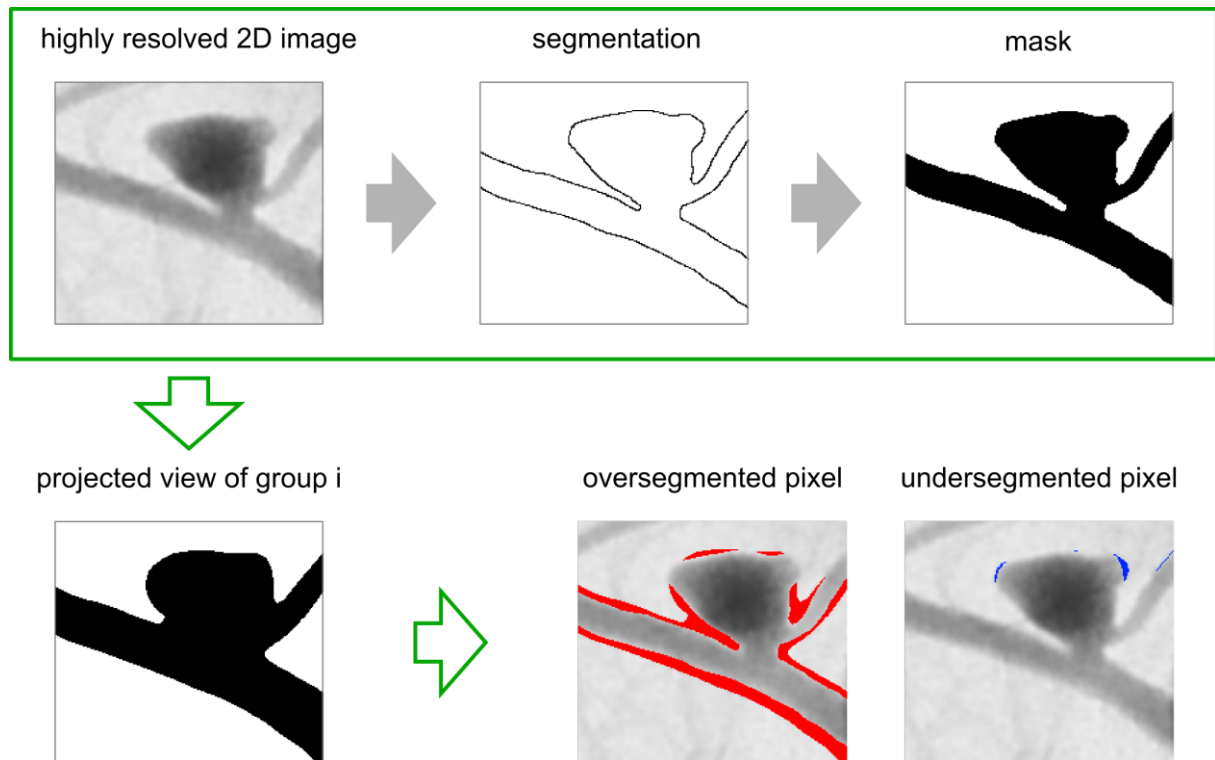 highly resolved 2D image
segmentation
mask
projected view of group i
oversegmented pixel
undersegmented pixel